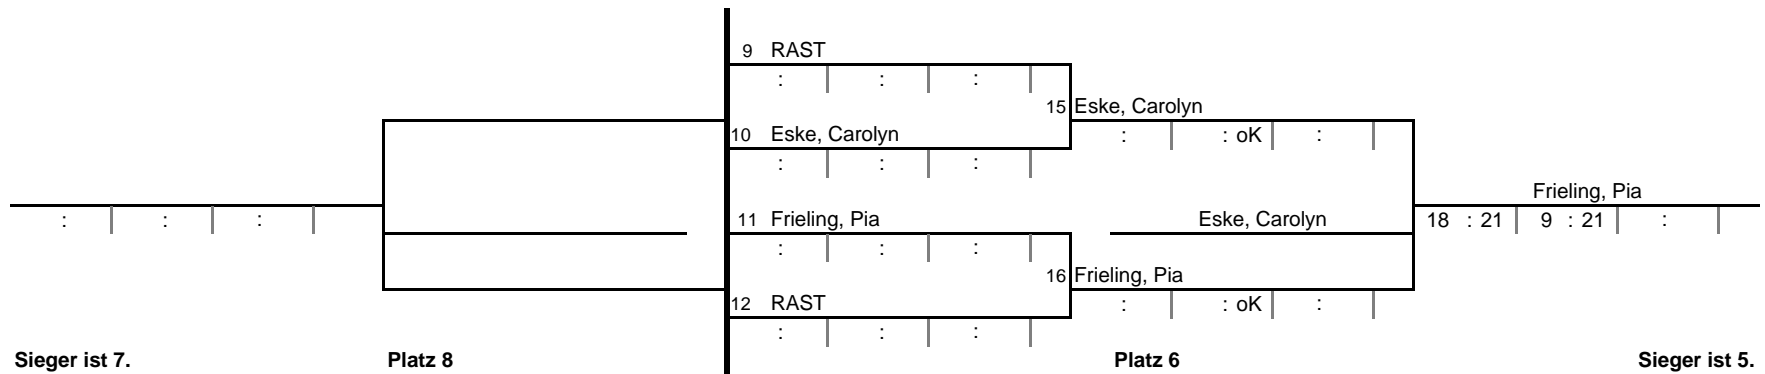 9 RAST
: : :
15 Eske, Carolyn
10 Eske, Carolyn
: : oK :
: : :
Frieling, Pia
: : :
11 Frieling, Pia
Eske, Carolyn
18 : 21 9 : 21 :
: : :
16 Frieling, Pia
12 RAST
: : oK :
: : :
Sieger ist 7. Platz 8 Platz 6 Sieger ist 5.